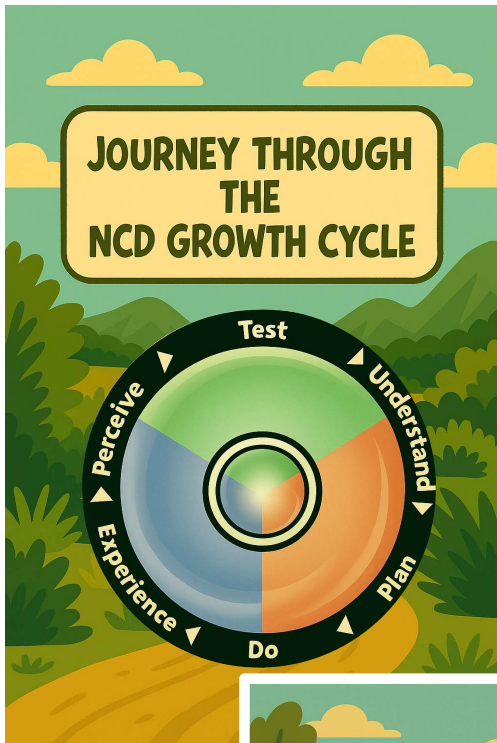 JOURNEY THROUGH
THE
NCD GROWTH CYCLE
Test
Understand
Plan
Do
Experience
Perceive